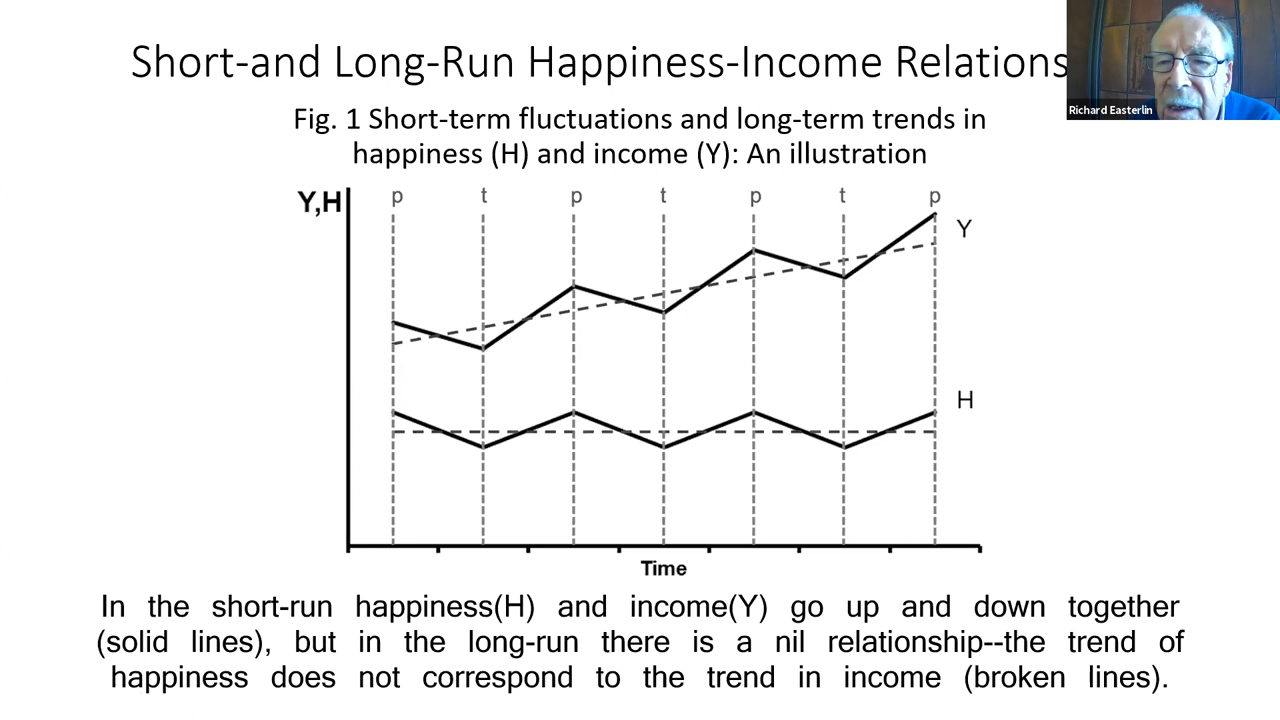 Short-and Long-Run Happiness-Income Relations
Richard Easterlin
Fig. 1 Short-term fluctuations and long-term trends in
happiness (H) and income (Y): An illustration
Y,H
p t p t p t p
Y
H
Time
In the short-run happiness(H) and income(Y) go up and down together
(solid lines), but in the long-run there is a nil relationship--the trend of
happiness does not correspond to the trend in income (broken lines).